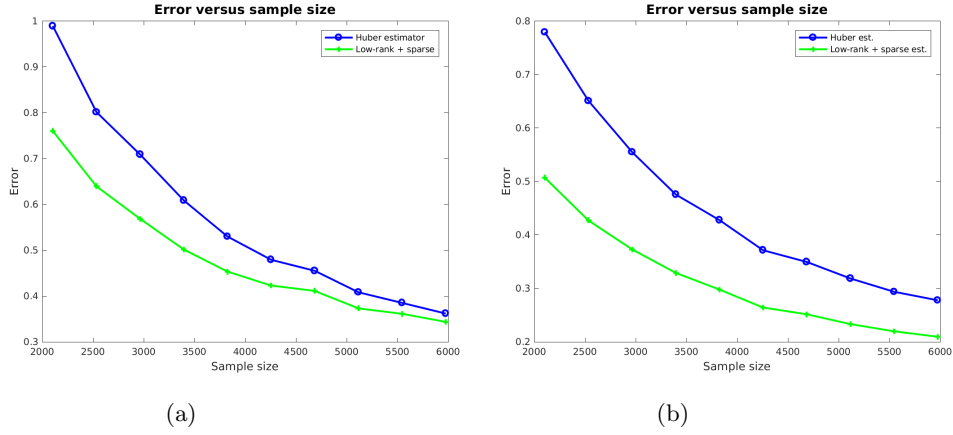 Error versus sample size
Huber estimator
Low-rank + sparse
1
0.9
0.8
0.7
0.6
0.5
0.4
0.3
Error
2000 2500 3000 3500 4000 4500 5000 5500 6000
Sample size
(a)
Error versus sample size
Huber est.
Low-rank + sparse est.
0.8
0.7
0.6
0.5
0.4
0.3
0.2
Error
2000 2500 3000 3500 4000 4500 5000 5500 6000
Sample size
(b)